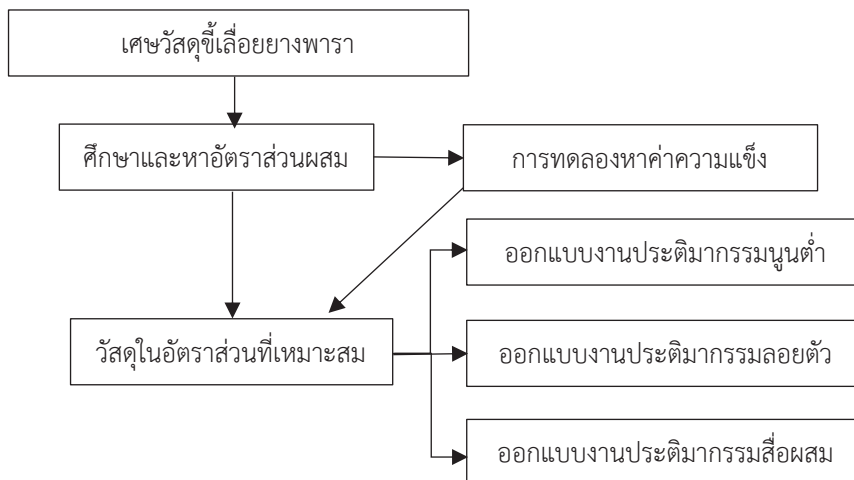 เศษวัสดุขี้เลื่อยยางพารา
ศึกษาและหาอัตราส่วนผสม
การทดลองหาค่าความแข็ง
ออกแบบงานประติมากรรมนูนต่ำ
วัสดุในอัตราส่วนที่เหมาะสม
ออกแบบงานประติมากรรมลอยตัว
ออกแบบงานประติมากรรมสื่อผสม